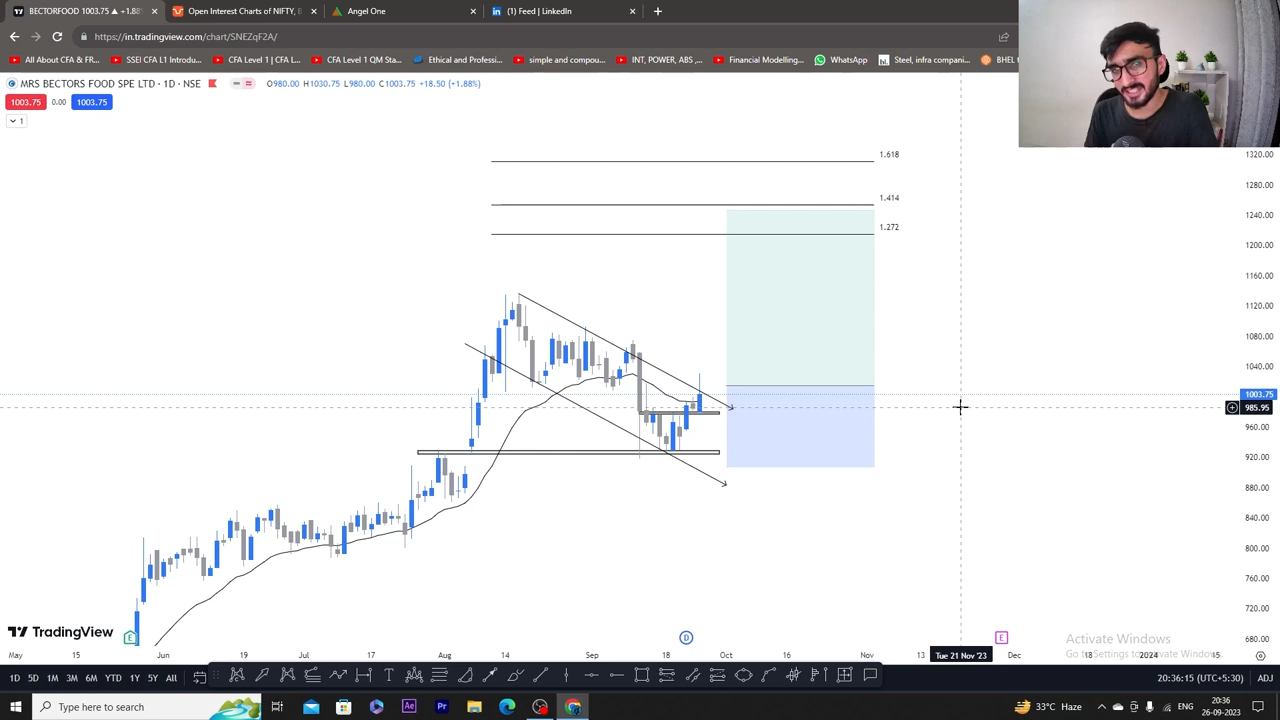 BECTORFOOD 1003.75 ▲ +1.88%
Open Interest Charts of NIFTY, B
Angel One
(1) Feed | LinkedIn
https://in.tradingview.com/chart/SNEZqF2A/
All About CFA & FR...
SSEI CFA L1 Introdu...
CFA Level 1 | CFA L...
CFA Level 1 QM Sta...
Ethical and Professio...
simple and compou...
INT, POWER, ABS ,...
Financial Modelling...
WhatsApp
Steel, infra compani...
BHEL
MRS BECTORS FOOD SPE LTD · 1D · NSE
O980.00 H1030.75 L980.00 C1003.75 +18.50 (+1.88%)
1003.75 0.00 1003.75
1
1.618
1.414
1.272
1320.00
1280.00
1240.00
1200.00
1160.00
1120.00
1080.00
1040.00
1003.75
985.95
960.00
920.00
880.00
840.00
800.00
760.00
720.00
680.00
TradingView
E
D
E
Activate Windows
Go to Settings to activate Windows.
May 15 Jun 19 Jul 17 Aug 14 Sep 18 Oct 16 Nov 13 Tue 21 Nov '23 Dec 18 2024 15
1D 5D 1M 3M 6M YTD 1Y 5Y All
20:36:15 (UTC+5:30) ADJ
Type here to search
33°C Haze
ENG
20:36
26-09-2023